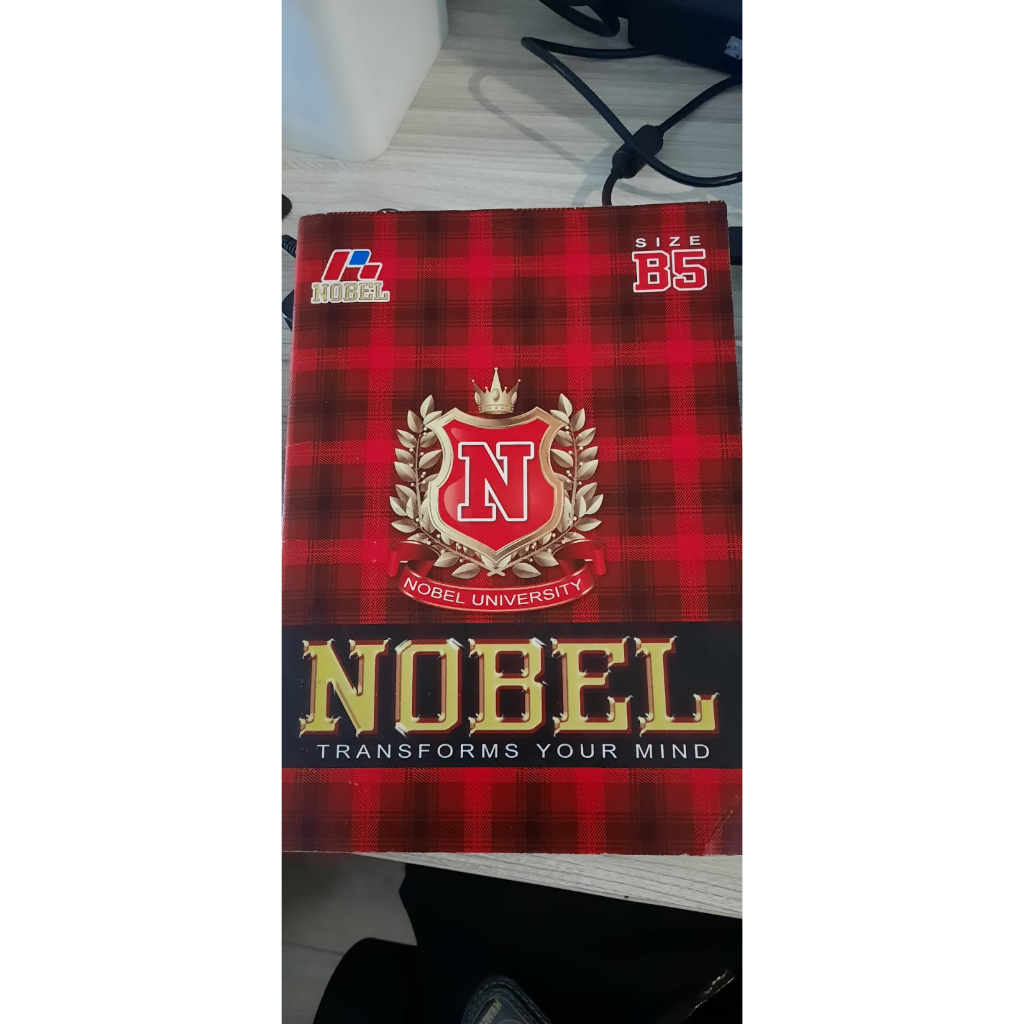 NOBEL
SIZE
B5
N
NOBEL UNIVERSITY
NOBEL
TRANSFORMS YOUR MIND